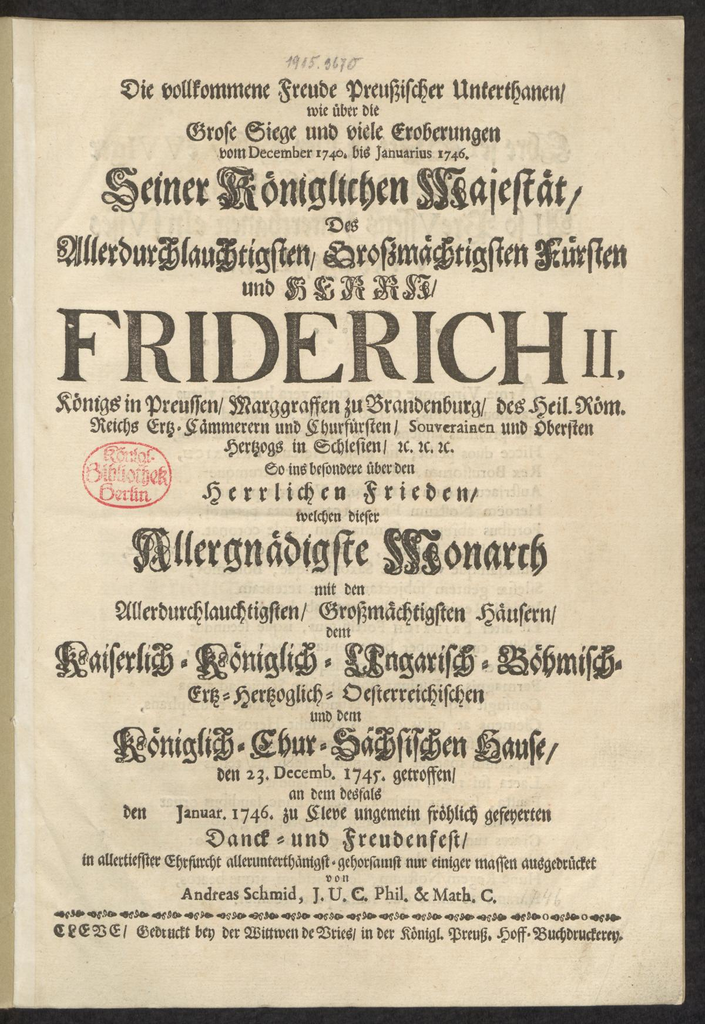 1915.3670
Die vollkommene Freude Preußischer Unterthanen/
wie über die
Grose Siege und viele Eroberungen
vom December 1740. bis Januarius 1746.
Seiner Königlichen Majestät/
Des
Allerdurchlauchtigsten/ Großmächtigsten Fürsten
und HERRN/
FRIDERICH II.
Königs in Preussen/ Marggraffen zu Brandenburg/ des Heil. Röm.
Reichs Ertz-Cämmerern und Churfürsten/ Souverainen und Obersten
Hertzogs in Schlesien/ ꝛc. ꝛc. ꝛc.
So ins besondere über den
Herrlichen Frieden/
welchen dieser
Allergnädigste Monarch
mit den
Allerdurchlauchtigsten/ Großmächtigsten Häusern/
dem
Kaiserlich-Königlich-Ungarisch-Böhmisch-
Ertz-Hertzoglich-Oesterreichischen
und dem
Königlich-Chur-Sächsischen Hause/
den 23. Decemb. 1745. getroffen/
an dem desfals
den Januar. 1746. zu Cleve ungemein fröhlich gefeyerten
Danck-und Freudenfest/
in allertieffster Ehrfurcht allerunterthänigst-gehorsamst nur einiger massen ausgedrücket
von
Andreas Schmid, J. U. C. Phil. & Math. C.
CLEVE/ Gedruckt bey der Wittwen de Vries/ in der Königl. Preuß. Hoff-Buchdruckerey.
Königl.
Bibliothek
Berlin